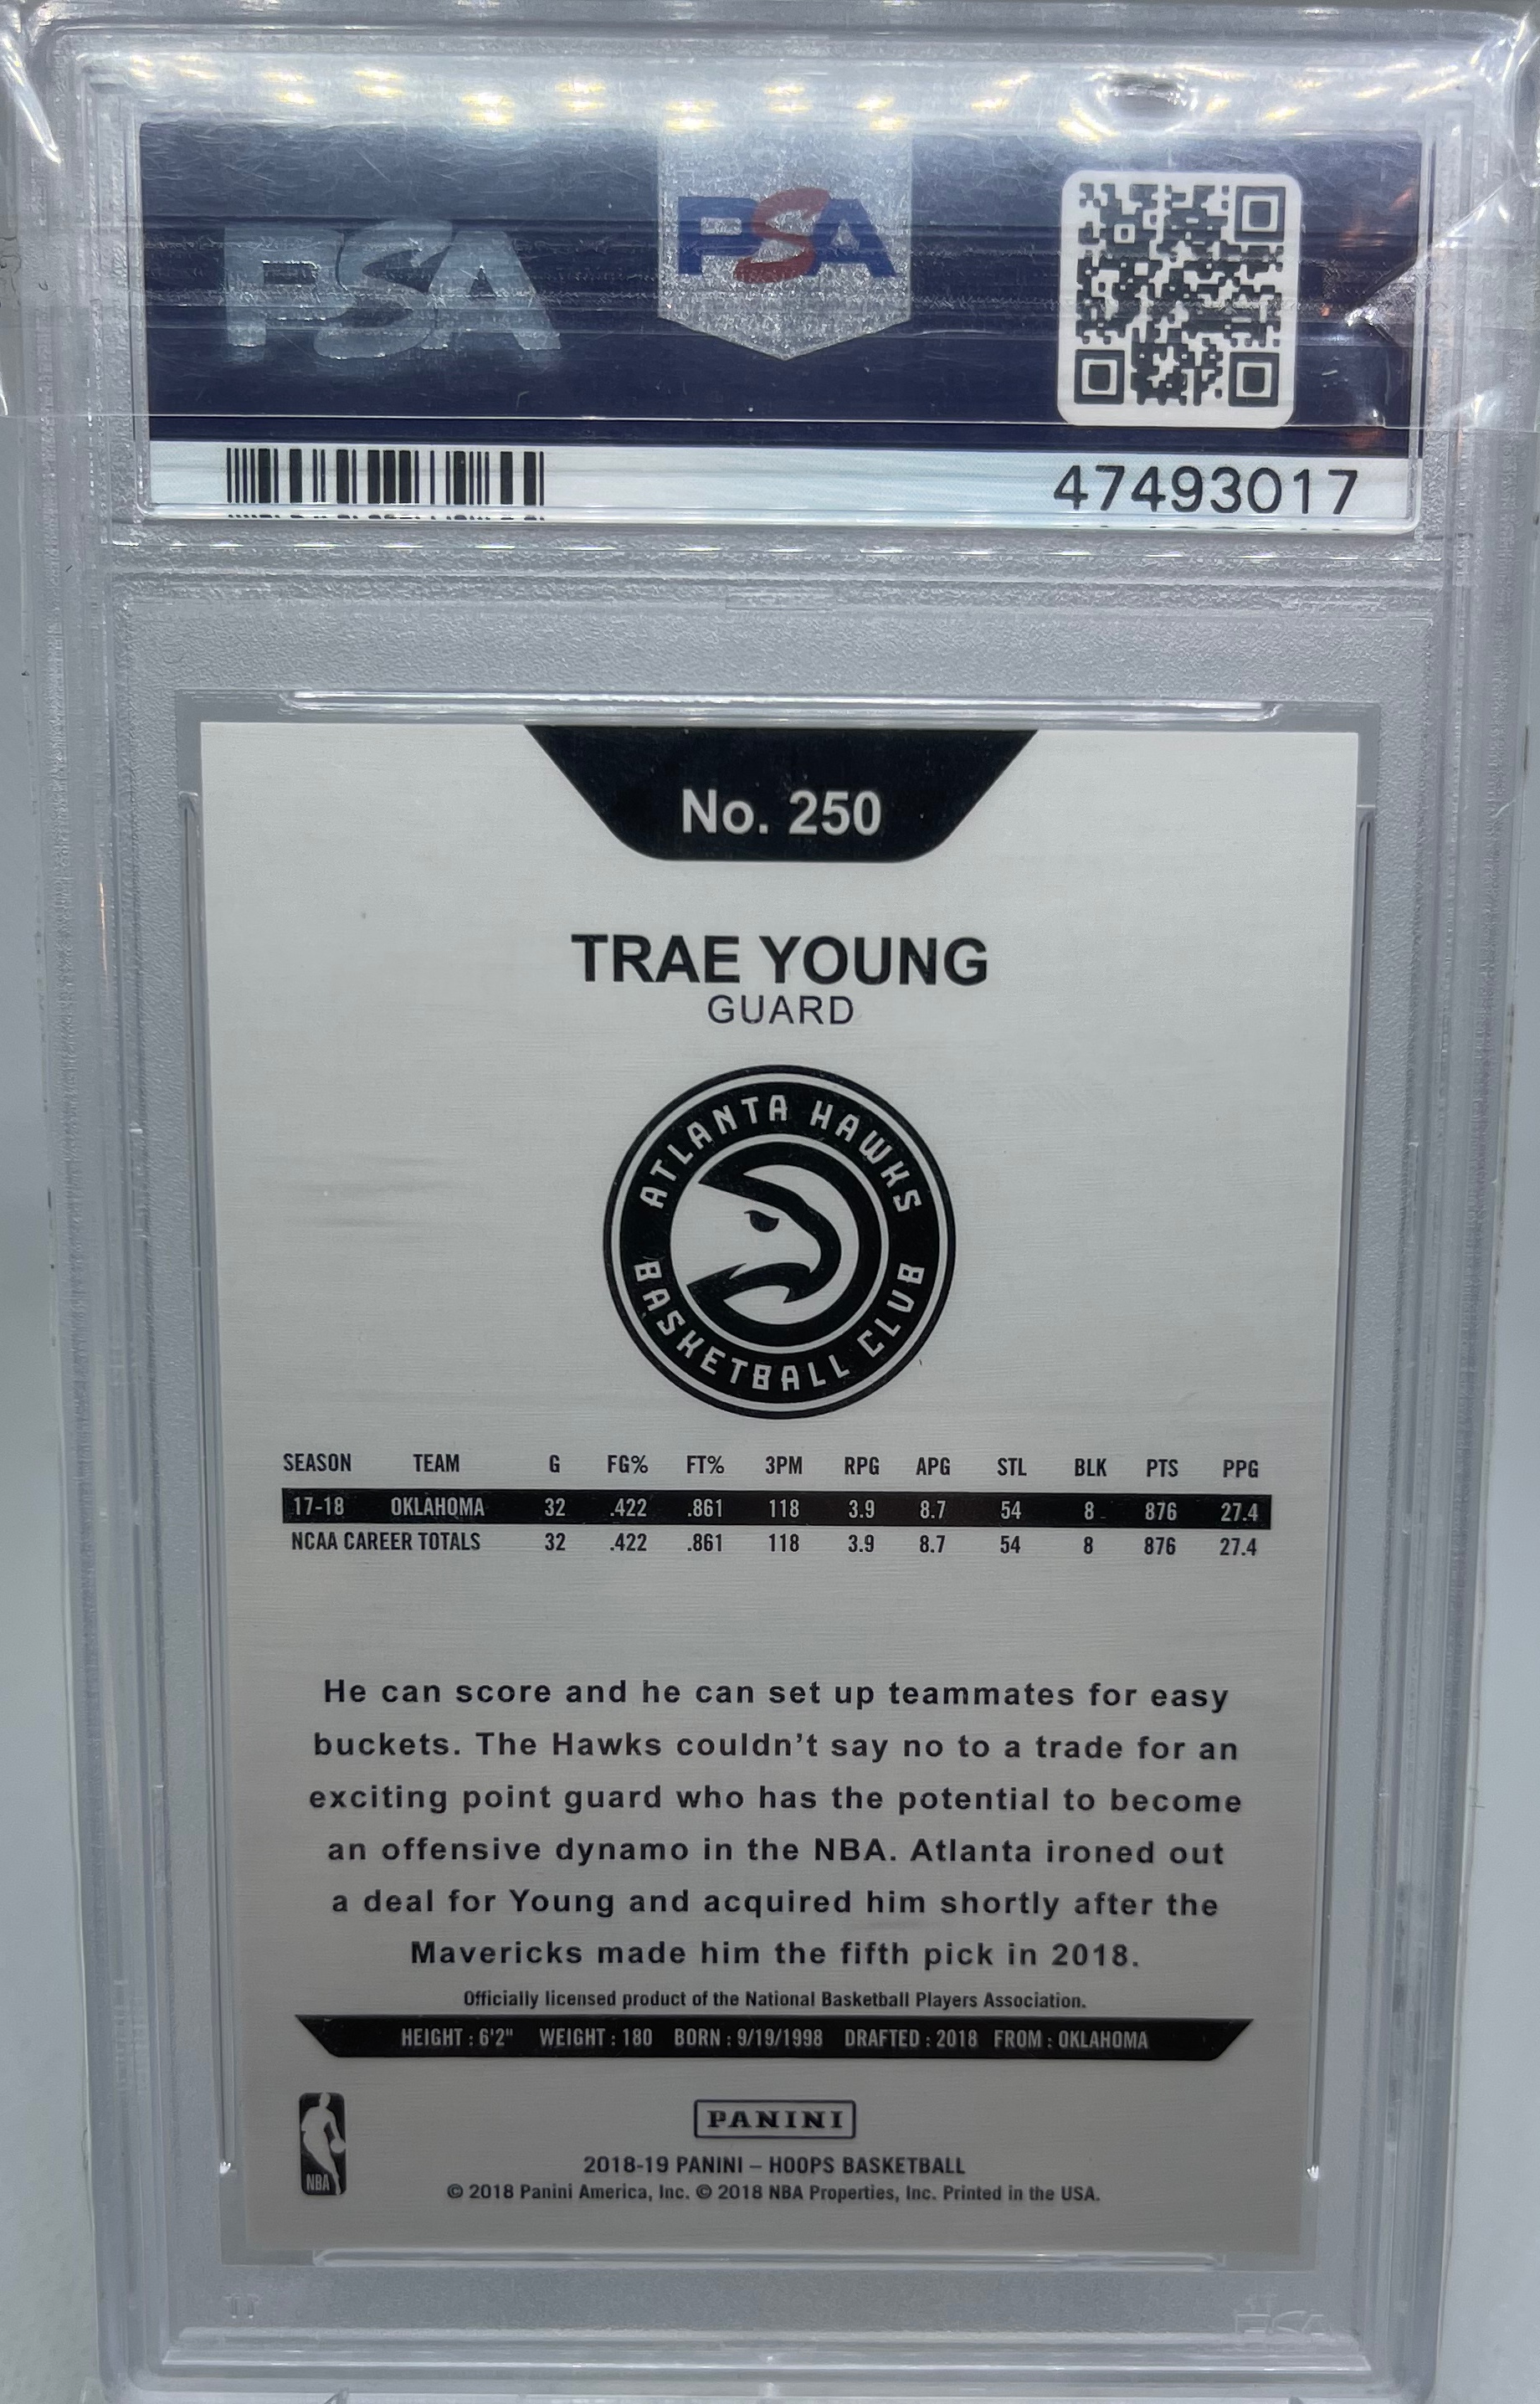 PSA
PSA
47493017
No. 250
TRAE YOUNG
GUARD
ATLANTA HAWKS
BASKETBALL CLUB
SEASON TEAM G FG% FT% 3PM RPG APG STL BLK PTS PPG
17-18 OKLAHOMA 32 .422 .861 118 3.9 8.7 54 8 876 27.4
NCAA CAREER TOTALS 32 .422 .861 118 3.9 8.7 54 8 876 27.4
He can score and he can set up teammates for easy
buckets. The Hawks couldn't say no to a trade for an
exciting point guard who has the potential to become
an offensive dynamo in the NBA. Atlanta ironed out
a deal for Young and acquired him shortly after the
Mavericks made him the fifth pick in 2018.
Officially licensed product of the National Basketball Players Association.
HEIGHT : 6'2" WEIGHT : 180 BORN : 9/19/1998 DRAFTED : 2018 FROM : OKLAHOMA
NBA
PANINI
2018-19 PANINI – HOOPS BASKETBALL
© 2018 Panini America, Inc. © 2018 NBA Properties, Inc. Printed in the USA.
PSA